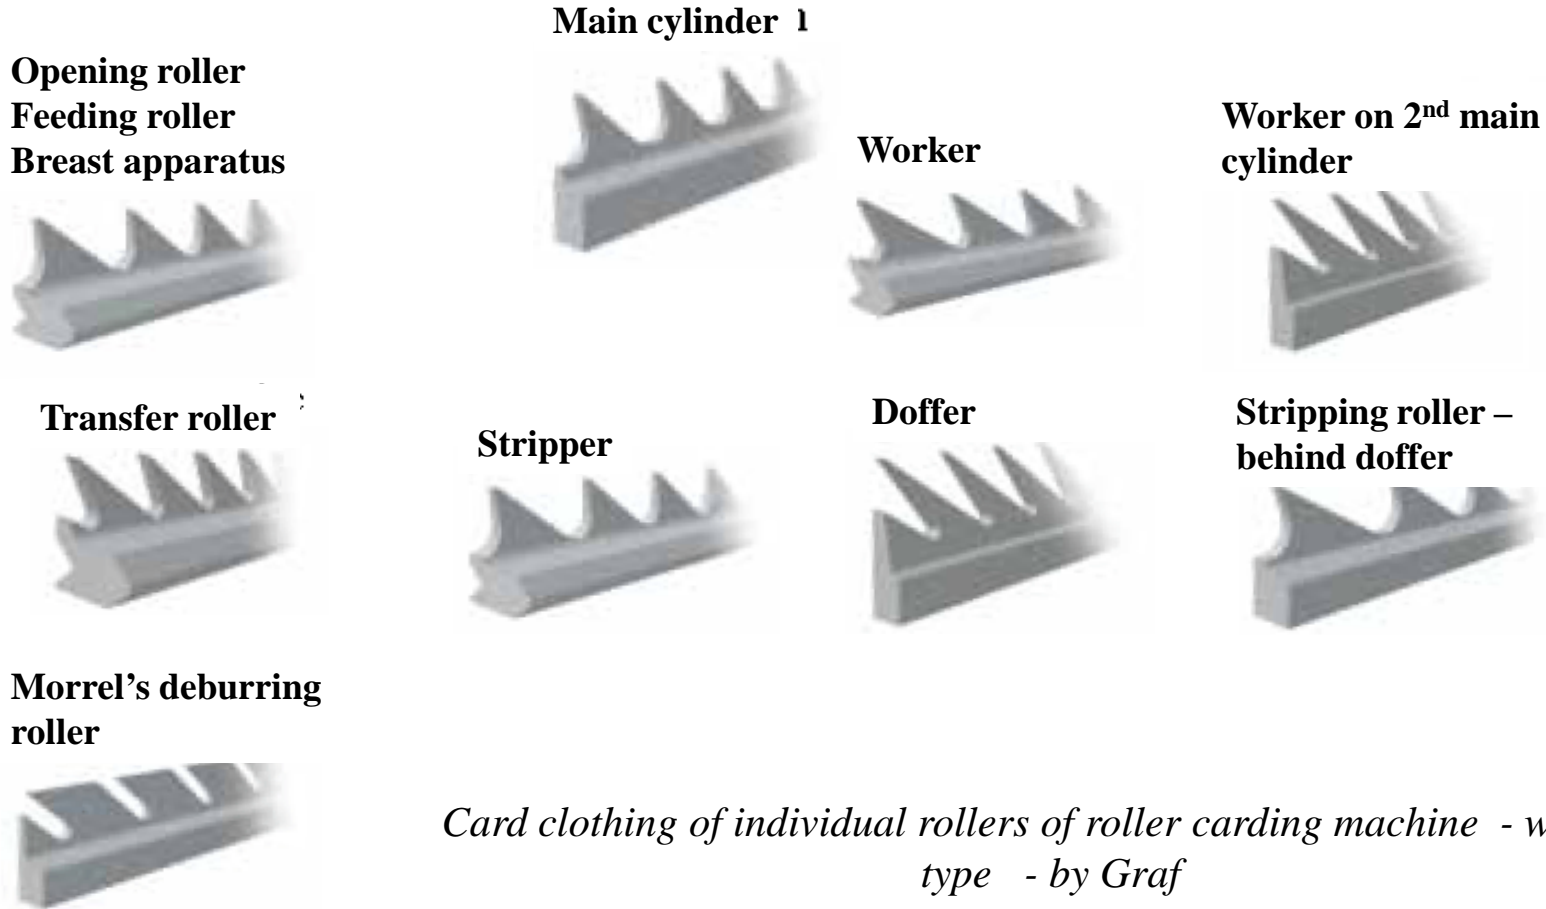 Main cylinder
Opening roller
Feeding roller
Breast apparatus
Worker
Worker on 2nd main
cylinder
Transfer roller
Stripper
Doffer
Stripping roller –
behind doffer
Morrel’s deburring
roller
Card clothing of individual rollers of roller carding machine - w
type - by Graf